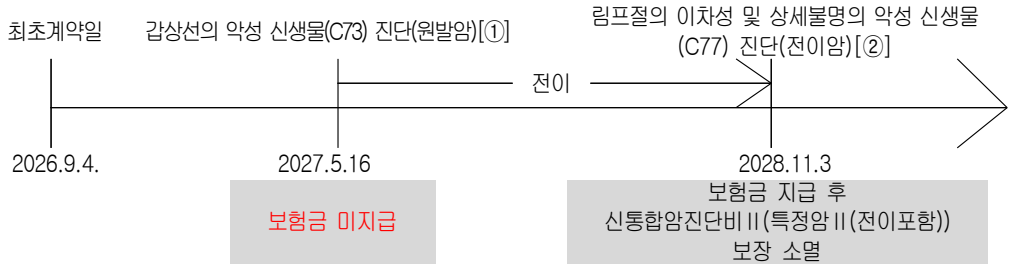 최초계약일
갑상선의 악성 신생물(C73) 진단(원발암)[①]
림프절의 이차성 및 상세불명의 악성 신생물
(C77) 진단(전이암)[②]
전이
2026.9.4.
2027.5.16
2028.11.3
보험금 미지급
보험금 지급 후
신통합암진단비Ⅱ(특정암Ⅱ(전이포함))
보장 소멸